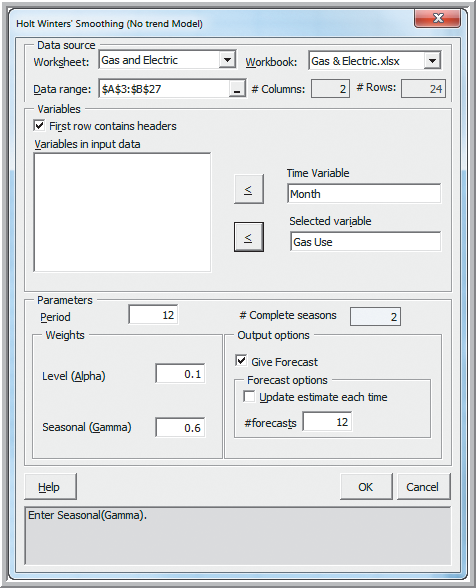 Holt Winters' Smoothing (No trend Model)
Data source
Worksheet: Gas and Electric Workbook: Gas & Electric.xlsx
Data range: $A$3:$B$27 # Columns: 2 # Rows: 24
Variables
First row contains headers
Variables in input data
<
Time Variable
Month
<
Selected variable
Gas Use
Parameters
Period 12 # Complete seasons 2
Weights
Level (Alpha) 0.1
Seasonal (Gamma) 0.6
Output options
Give Forecast
Forecast options
Update estimate each time
#forecasts 12
Help OK Cancel
Enter Seasonal(Gamma).